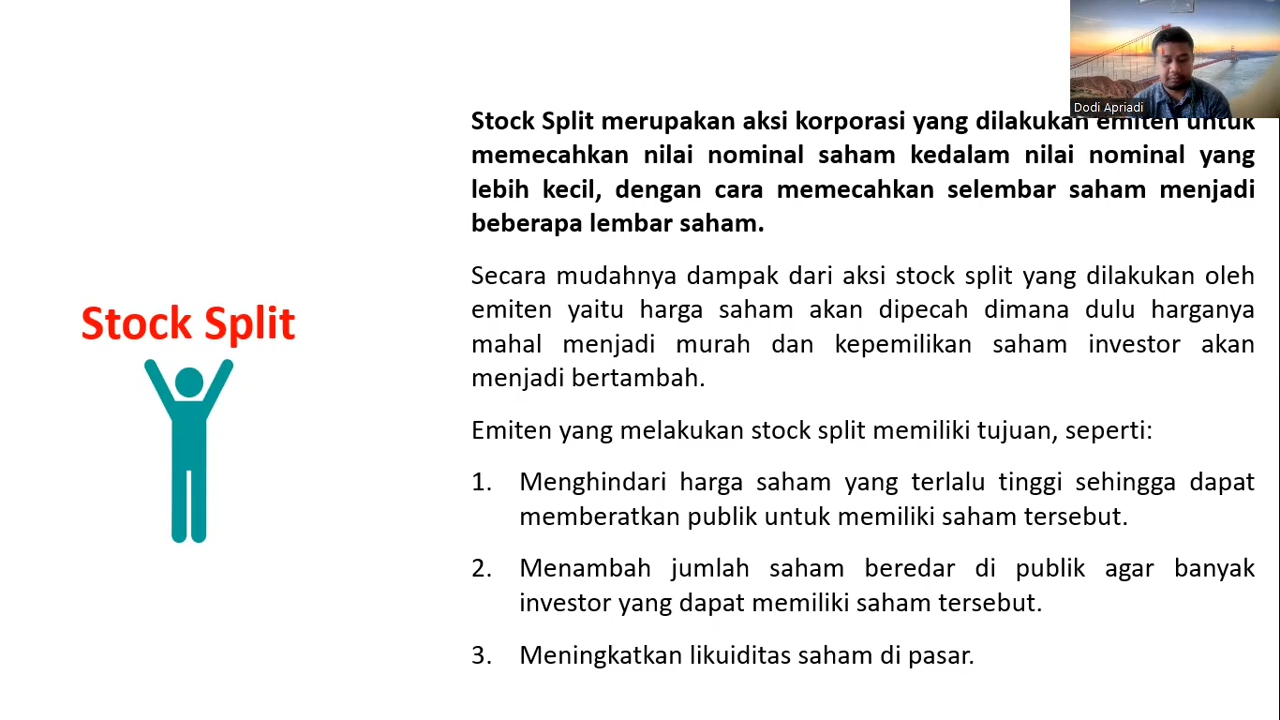 Dodi Apriadi
Stock Split merupakan aksi korporasi yang dilakukan emiten untuk
memecahkan nilai nominal saham kedalam nilai nominal yang
lebih kecil, dengan cara memecahkan selembar saham menjadi
beberapa lembar saham.
Secara mudahnya dampak dari aksi stock split yang dilakukan oleh
emiten yaitu harga saham akan dipecah dimana dulu harganya
mahal menjadi murah dan kepemilikan saham investor akan
menjadi bertambah.
Stock Split
Emiten yang melakukan stock split memiliki tujuan, seperti:
1. Menghindari harga saham yang terlalu tinggi sehingga dapat
memberatkan publik untuk memiliki saham tersebut.
2. Menambah jumlah saham beredar di publik agar banyak
investor yang dapat memiliki saham tersebut.
3. Meningkatkan likuiditas saham di pasar.